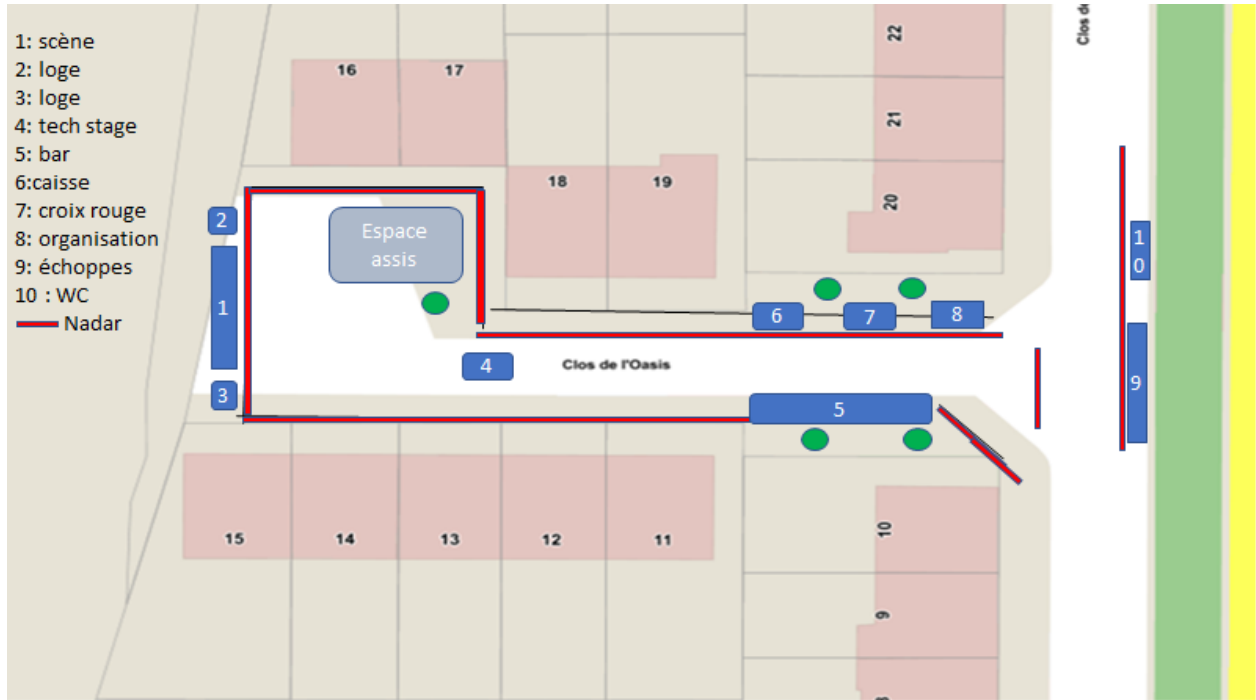 1: scène
2: loge
3: loge
4: tech stage
5: bar
6:caisse
7: croix rouge
8: organisation
9: échoppes
10 : WC
Nadar
16
17
18
19
22
21
20
Clos de
2
1
3
Espace
assis
4
Clos de l'Oasis
6
7
8
5
1
0
9
15
14
13
12
11
10
9